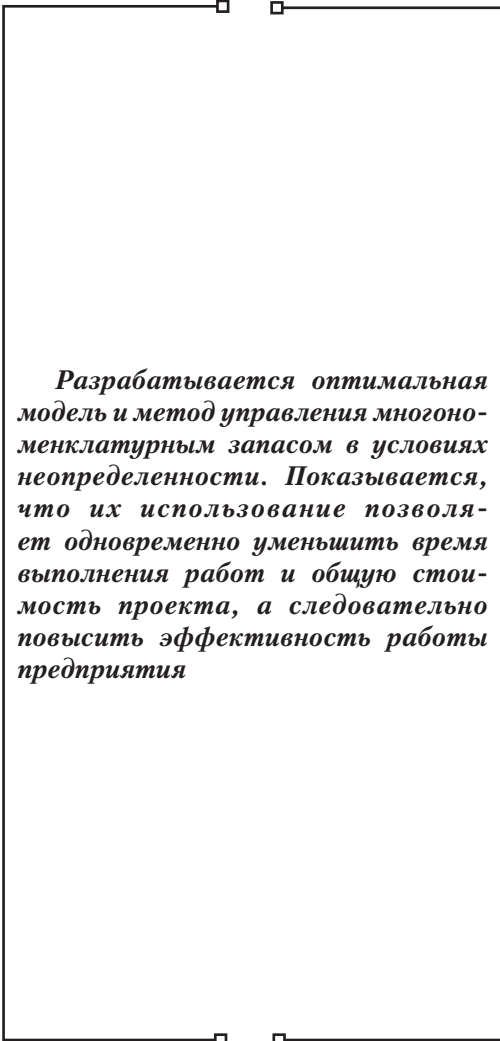 Разрабатывается оптимальная
модель и метод управления многоно-
менклатурным запасом в условиях
неопределенности. Показывается,
что их использование позволя-
ет одновременно уменьшить время
выполнения работ и общую стои-
мость проекта, а следовательно
повысить эффективность работы
предприятия